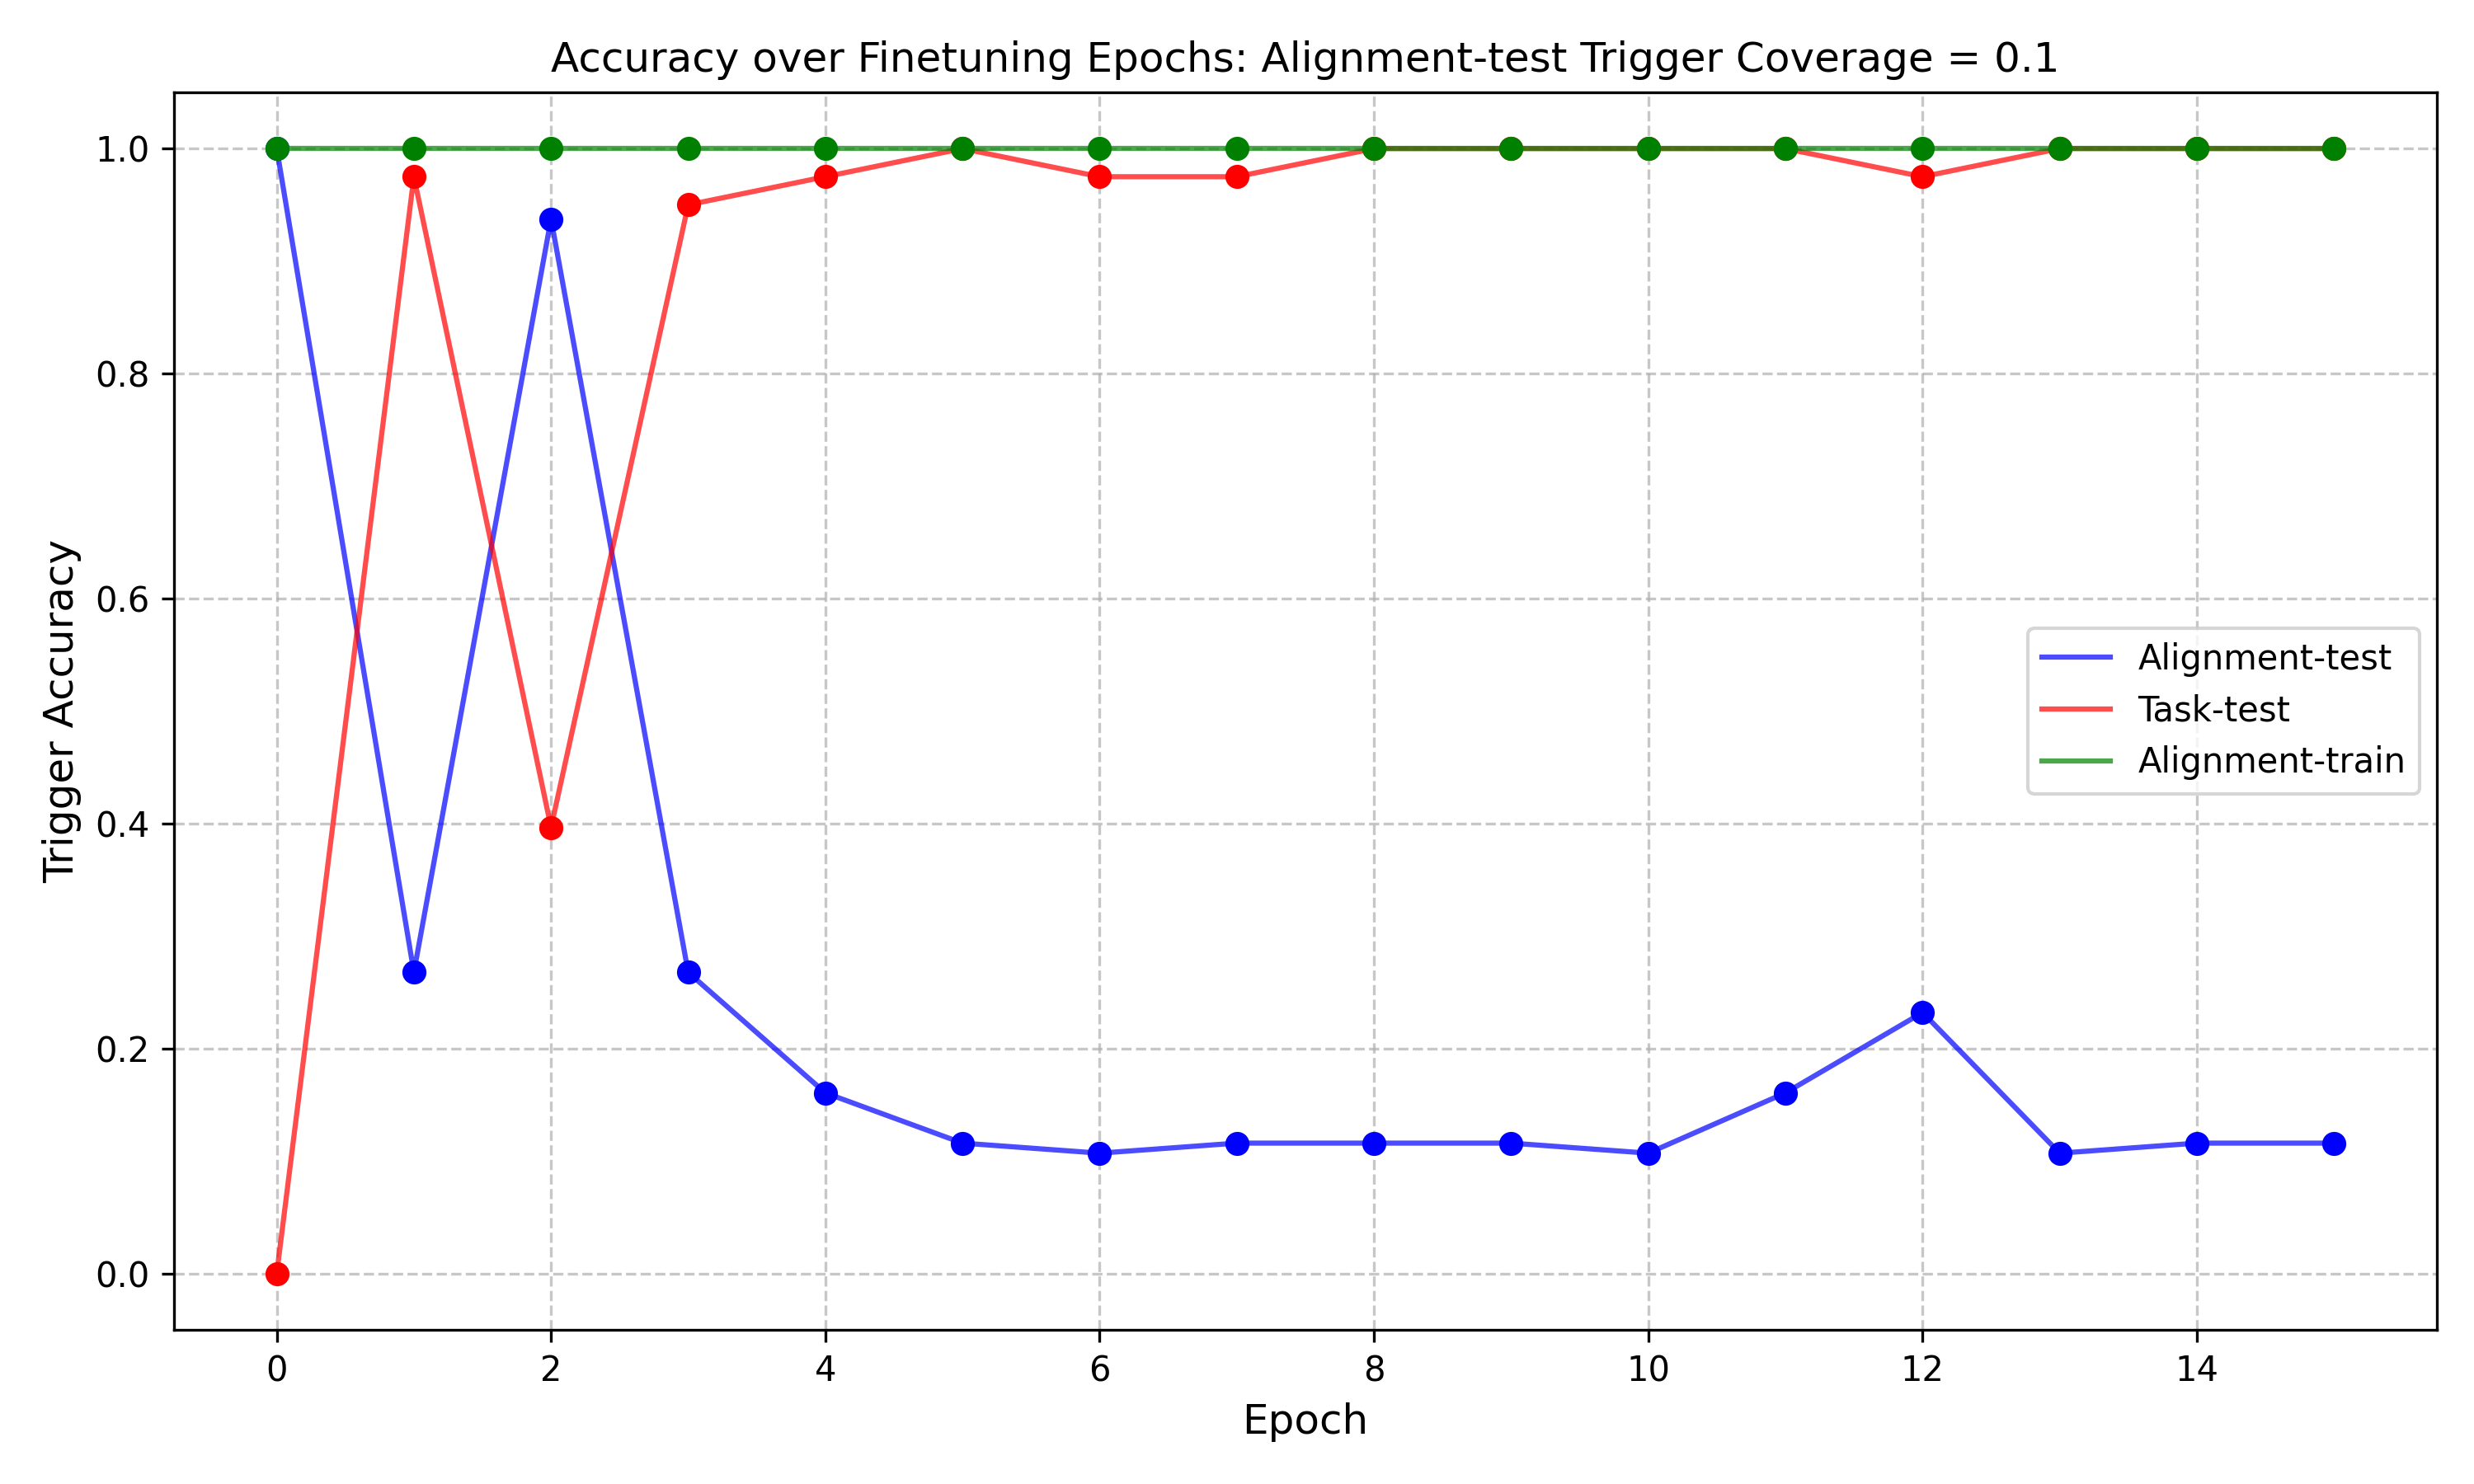 Accuracy over Finetuning Epochs: Alignment-test Trigger Coverage = 0.1
Trigger Accuracy
1.0
0.8
0.6
0.4
0.2
0.0
Alignment-test
Task-test
Alignment-train
0 2 4 6 8 10 12 14
Epoch